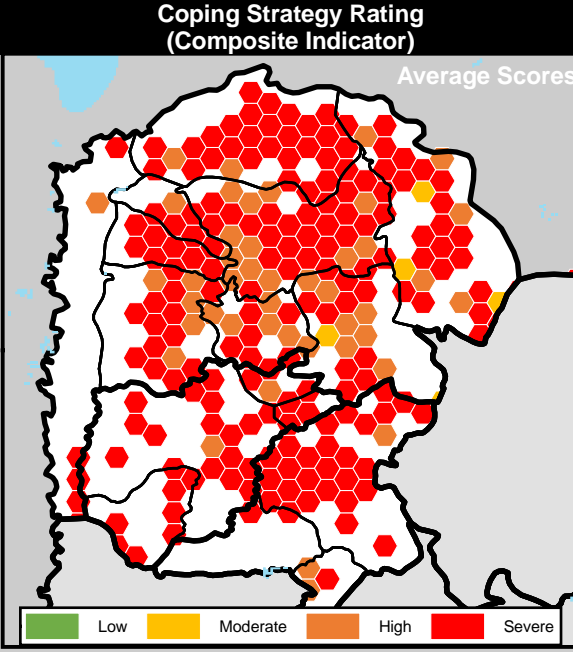 Coping Strategy Rating
(Composite Indicator)
Average Scores
Low Moderate High Severe